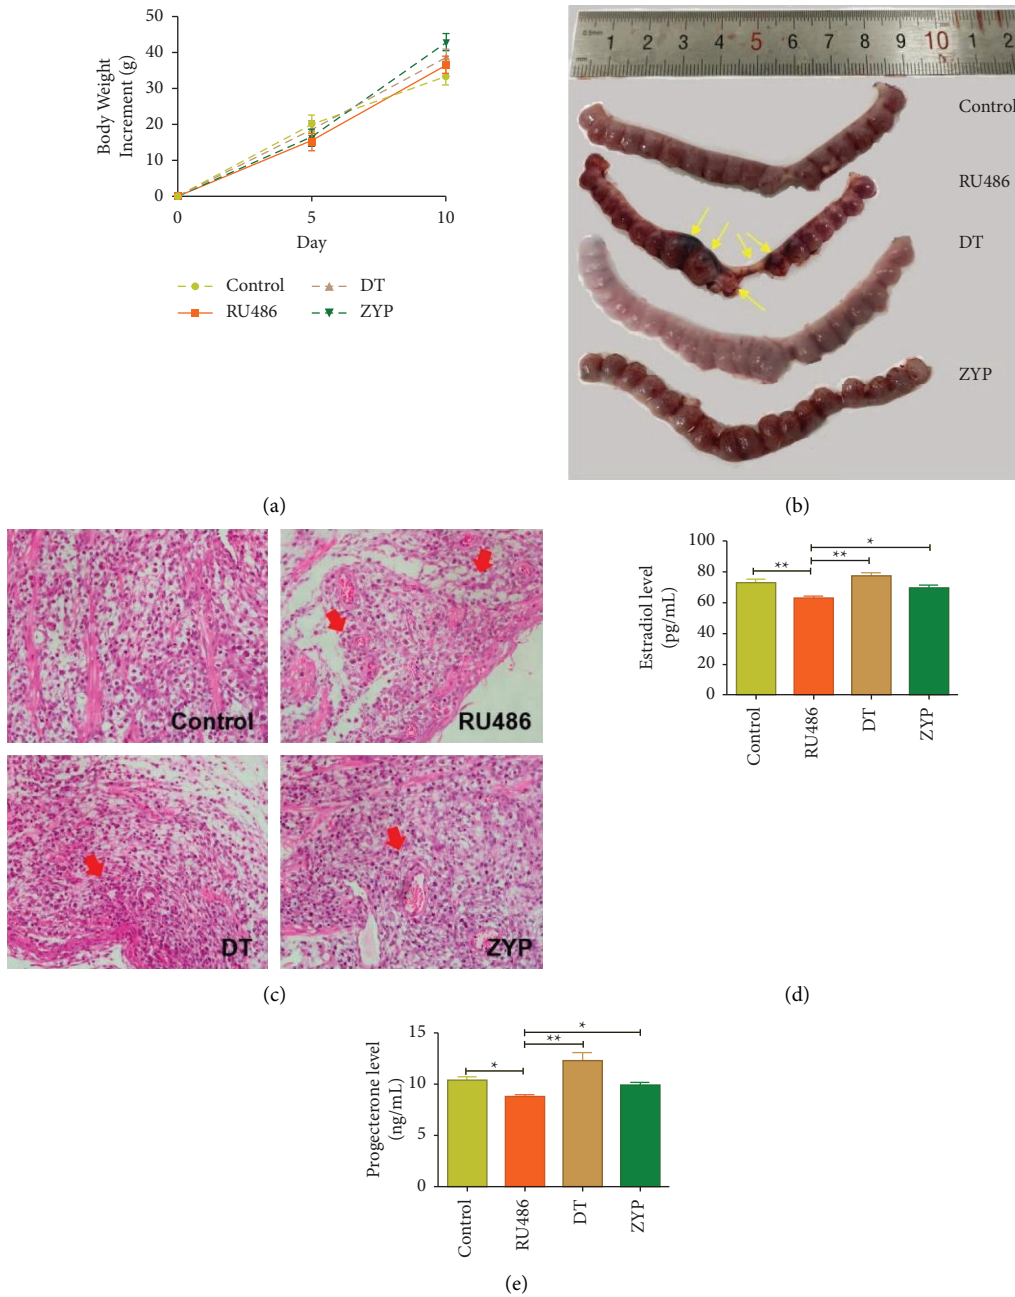 50
40
30
20
10
0
Body Weight
Increment (g)
0 5 10
Day
Control DT
RU486 ZYP
(a)
0.5mm
1 2 3 4 5 6 7 8 9 10 1 2
mm
Control
RU486
DT
ZYP
(b)
Control
RU486
DT
ZYP
(c)
100
80
60
40
20
0
Estradiol level
(pg/mL)
*
** **
Control
RU486
DT
ZYP
(d)
15
10
5
0
Progecterone level
(ng/mL)
*
**
*
Control
RU486
DT
ZYP
(e)